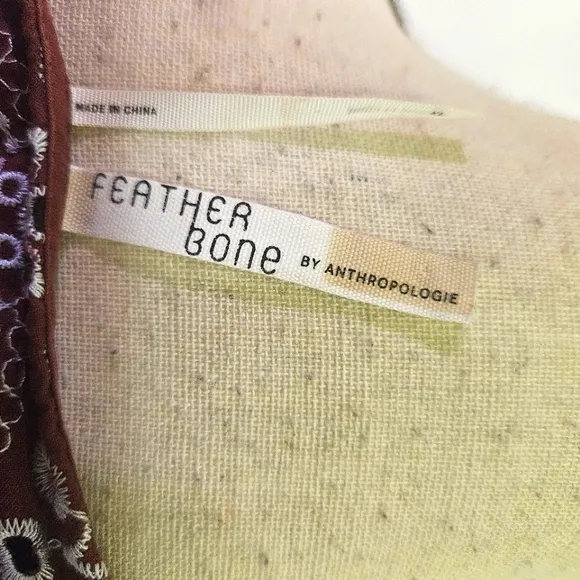 MADE IN CHINA
FEATHER
BONE BY ANTHROPOLOGIE